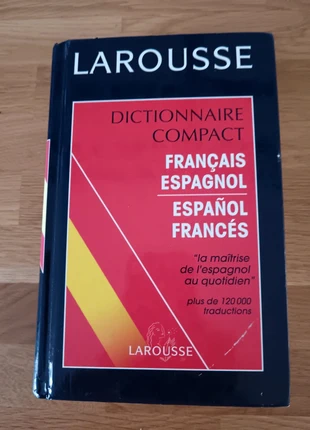 LAROUSSE
DICTIONNAIRE
COMPACT
FRANÇAIS
ESPAGNOL
ESPAÑOL
FRANCÉS
"la maîtrise
de l'espagnol
au quotidien"
plus de 120 000
traductions
LAROUSSE